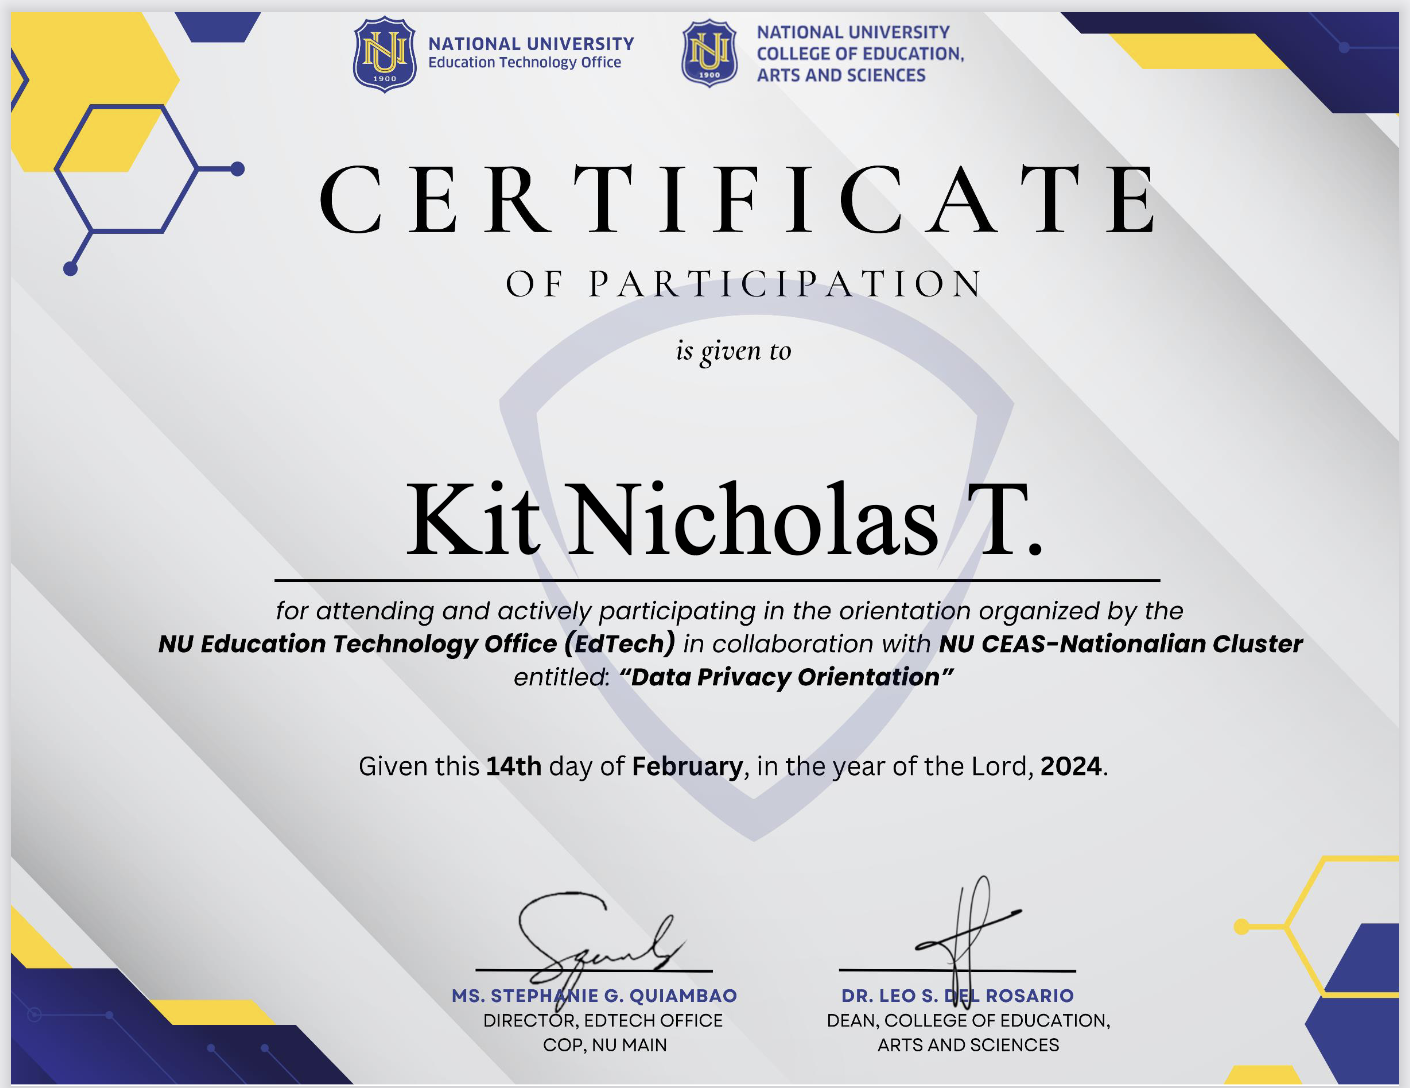 NATIONAL UNIVERSITY
Education Technology Office
1900
NATIONAL UNIVERSITY
COLLEGE OF EDUCATION,
ARTS AND SCIENCES
1900
CERTIFICATE
OF PARTICIPATION
is given to
Kit Nicholas T.
for attending and actively participating in the orientation organized by the
NU Education Technology Office (EdTech) in collaboration with NU CEAS-Nationalian Cluster
entitled: “Data Privacy Orientation”
Given this 14th day of February, in the year of the Lord, 2024.
MS. STEPHANIE G. QUIAMBAO
DIRECTOR, EDTECH OFFICE
COP, NU MAIN
DR. LEO S. DEL ROSARIO
DEAN, COLLEGE OF EDUCATION,
ARTS AND SCIENCES